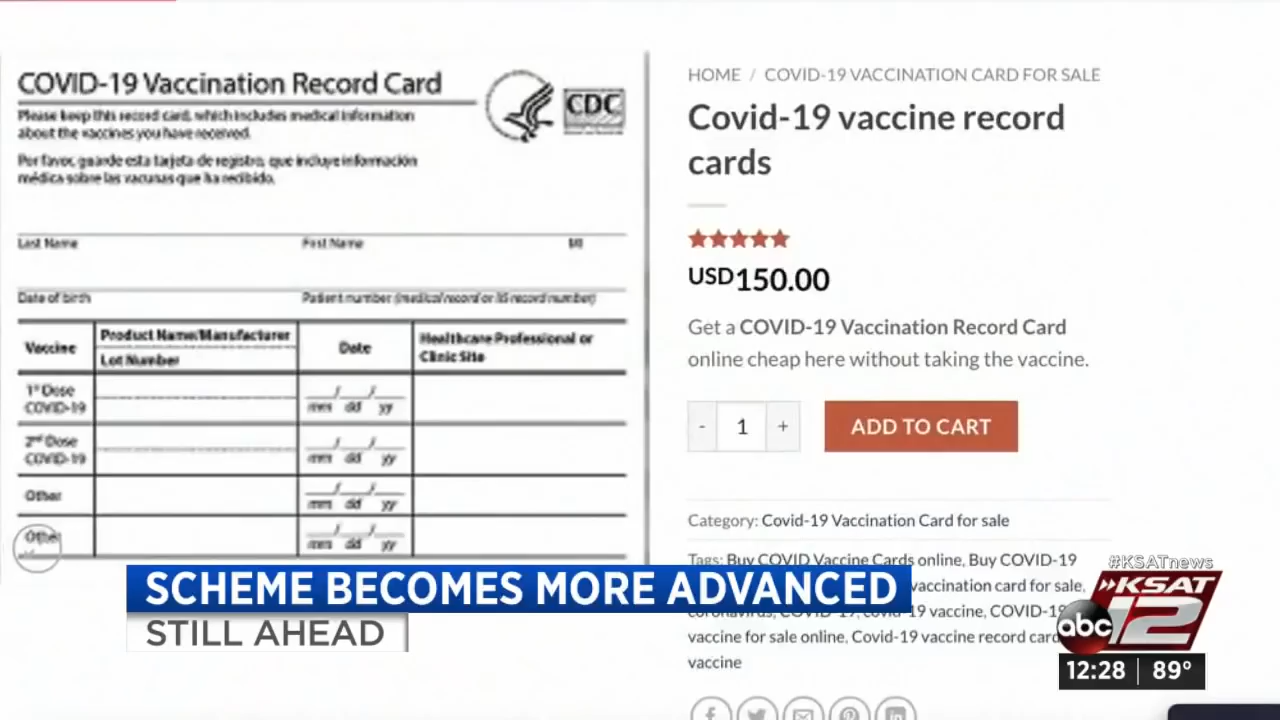 COVID-19 Vaccination Record Card
CDC
Please keep this record card, which includes medical information
about the vaccines you have received.
Por favor, guarde esta tarjeta de registro, que incluye información
médica sobre las vacunas que ha recibido.
Last Name First Name MI
Date of birth Patient number (medical record or IIS record number)
Vaccine Product Name/Manufacturer Date Healthcare Professional or
Lot Number Clinic Site
1st Dose
COVID-19
mm dd yy
2nd Dose
COVID-19
mm dd yy
Other
mm dd yy
Other
mm dd yy
HOME / COVID-19 VACCINATION CARD FOR SALE
Covid-19 vaccine record
cards
USD150.00
Get a COVID-19 Vaccination Record Card
online cheap here without taking the vaccine.
- 1 + ADD TO CART
Category: Covid-19 Vaccination Card for sale
Tags: Buy COVID Vaccine Cards online, Buy COVID-19
vaccination card for sale,
coronavirus, COVID-19, covid-19 vaccine, COVID-19
vaccine for sale online, Covid-19 vaccine record card
vaccine
SCHEME BECOMES MORE ADVANCED
STILL AHEAD
#KSATnews
KSAT
abc 12
12:28 89°